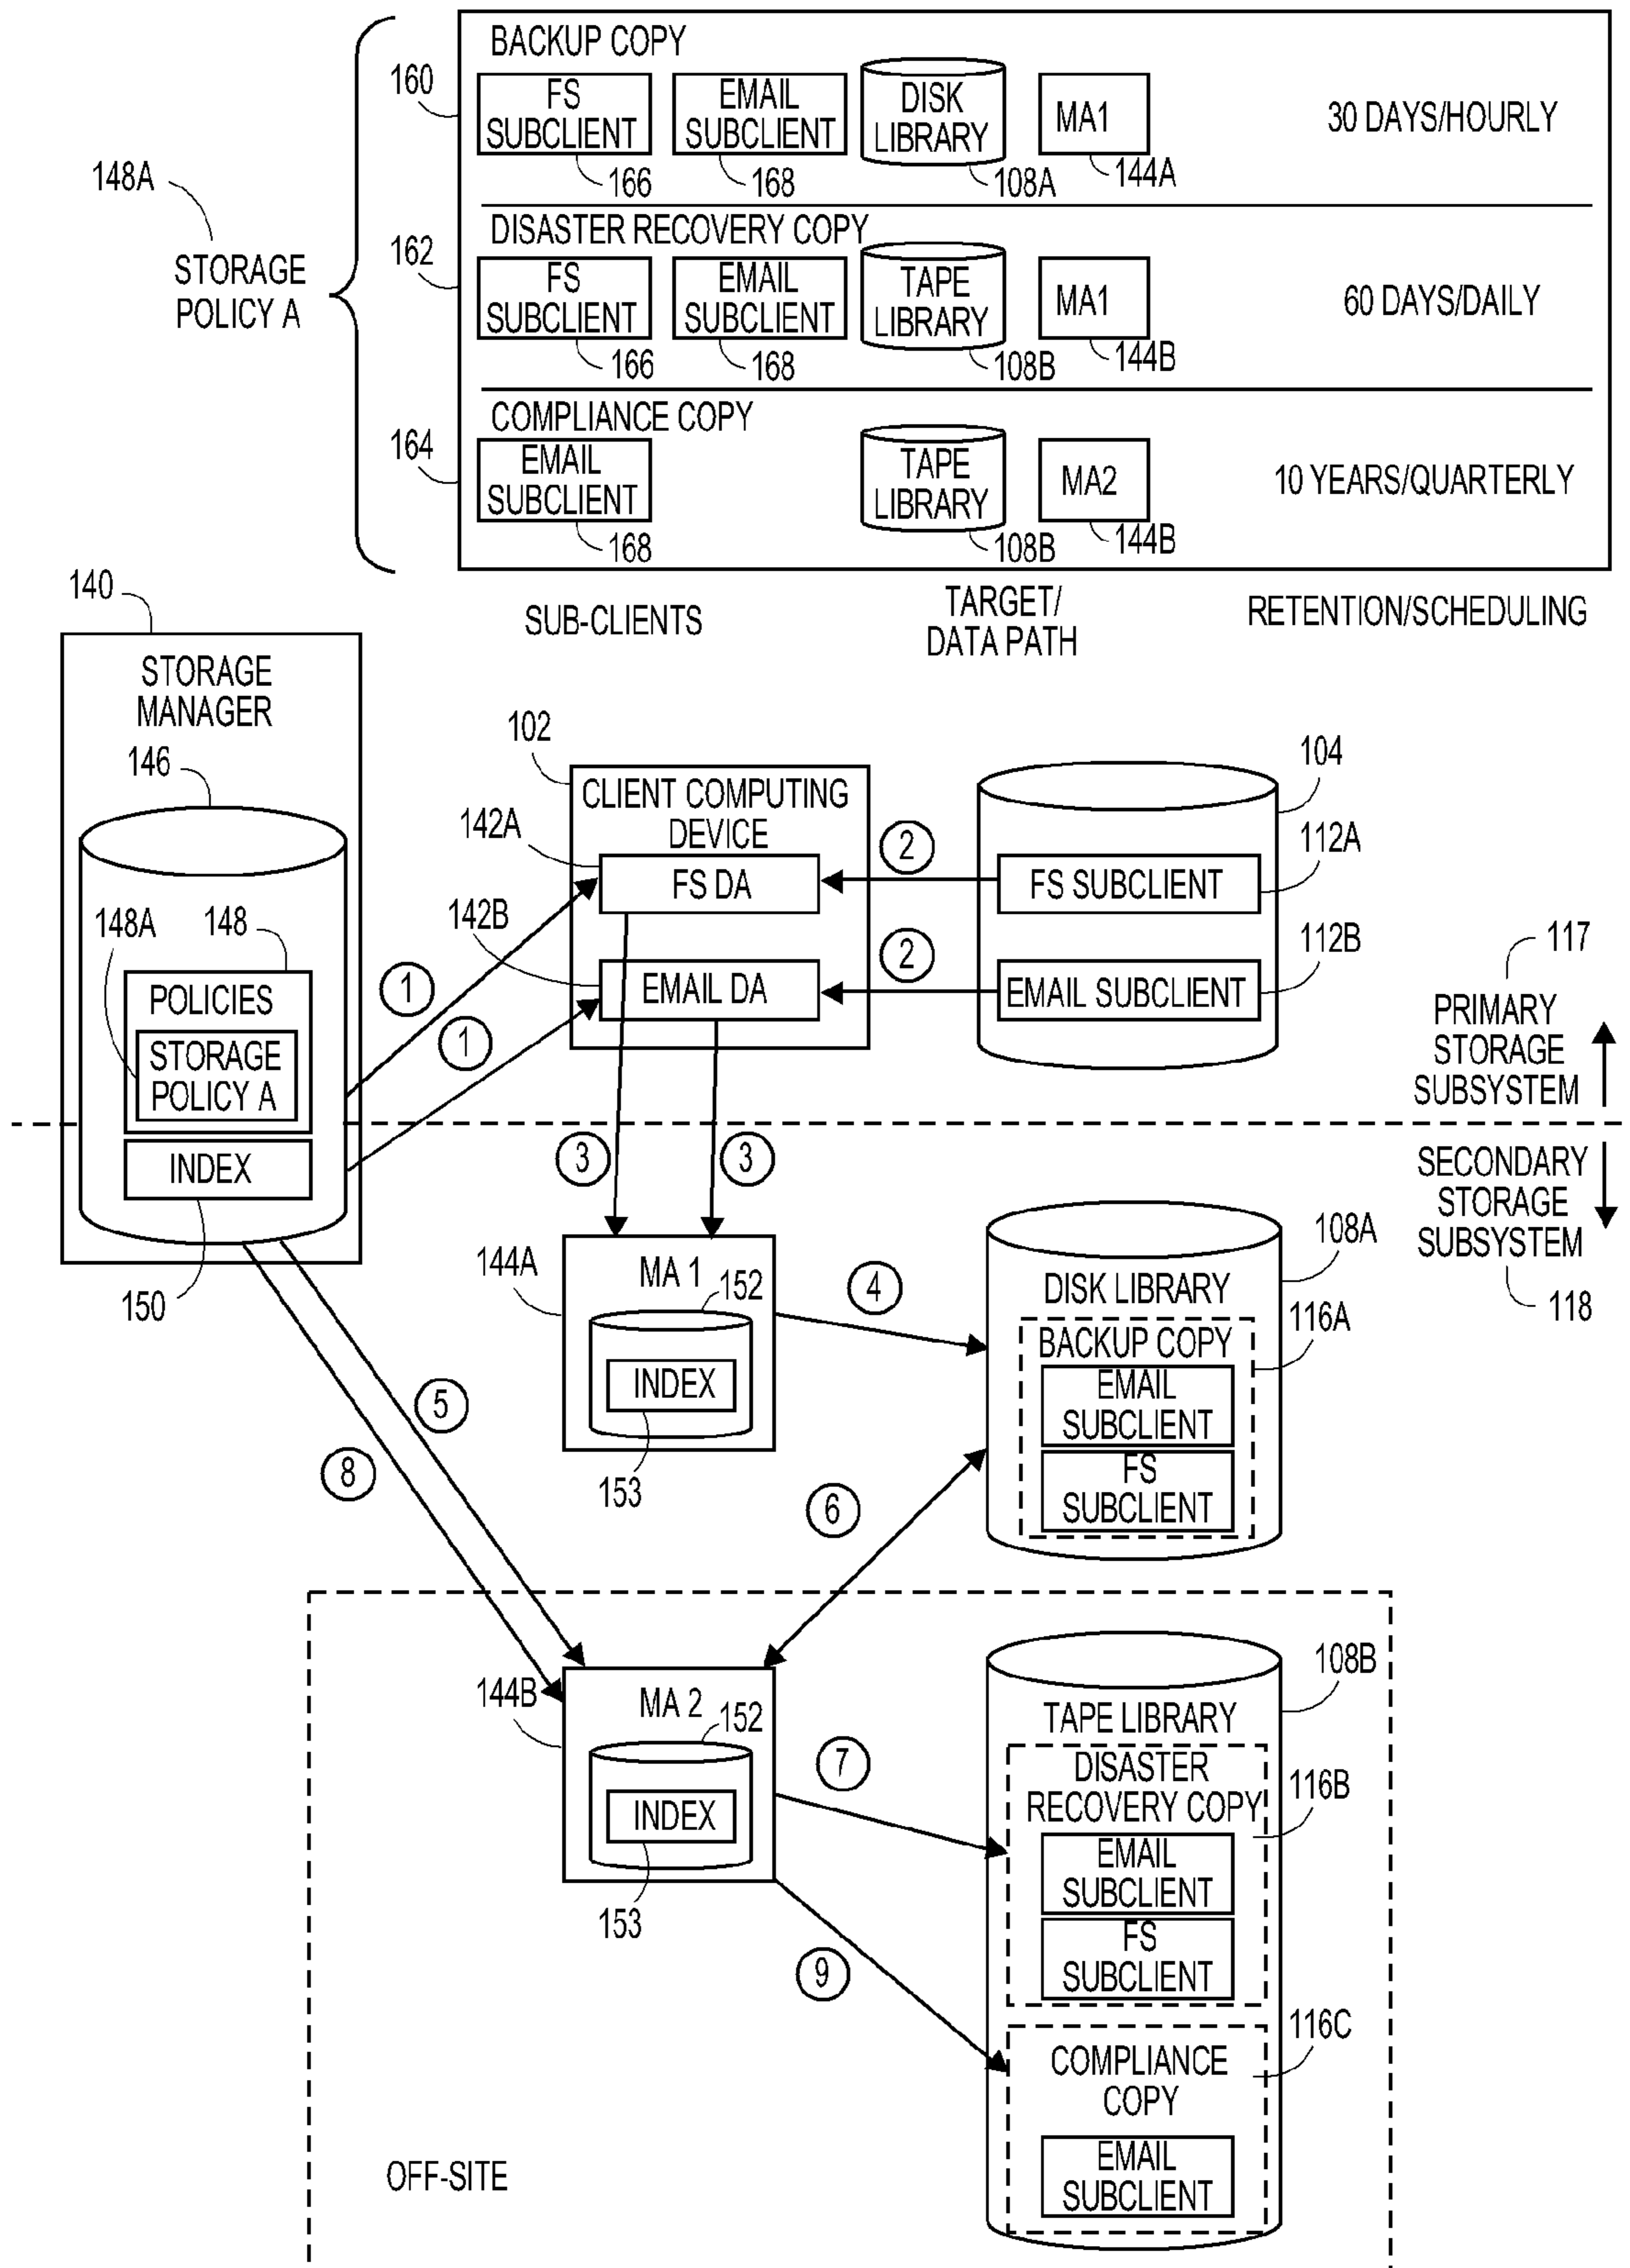 BACKUP COPY
160
FS
SUBCLIENT
166
EMAIL
SUBCLIENT
168
DISK
LIBRARY
108A
MA1
144A
30 DAYS/HOURLY
148A
STORAGE
POLICY A
DISASTER RECOVERY COPY
162
FS
SUBCLIENT
166
EMAIL
SUBCLIENT
168
TAPE
LIBRARY
108B
MA1
144B
60 DAYS/DAILY
COMPLIANCE COPY
164
EMAIL
SUBCLIENT
168
TAPE
LIBRARY
108B
MA2
144B
10 YEARS/QUARTERLY
SUB-CLIENTS
TARGET/
DATA PATH
RETENTION/SCHEDULING
140
STORAGE
MANAGER
146
148A
148
POLICIES
STORAGE
POLICY A
INDEX
150
1
1
102
CLIENT COMPUTING
DEVICE
142A
FS DA
142B
EMAIL DA
2
2
104
FS SUBCLIENT
112A
EMAIL SUBCLIENT
112B
117
PRIMARY
STORAGE
SUBSYSTEM
SECONDARY
STORAGE
SUBSYSTEM
118
3
3
144A
MA 1
152
INDEX
153
4
108A
DISK LIBRARY
116A
BACKUP COPY
EMAIL
SUBCLIENT
FS
SUBCLIENT
5
8
6
144B
MA 2
152
INDEX
153
7
9
108B
TAPE LIBRARY
DISASTER
RECOVERY COPY
116B
EMAIL
SUBCLIENT
FS
SUBCLIENT
116C
COMPLIANCE
COPY
EMAIL
SUBCLIENT
OFF-SITE